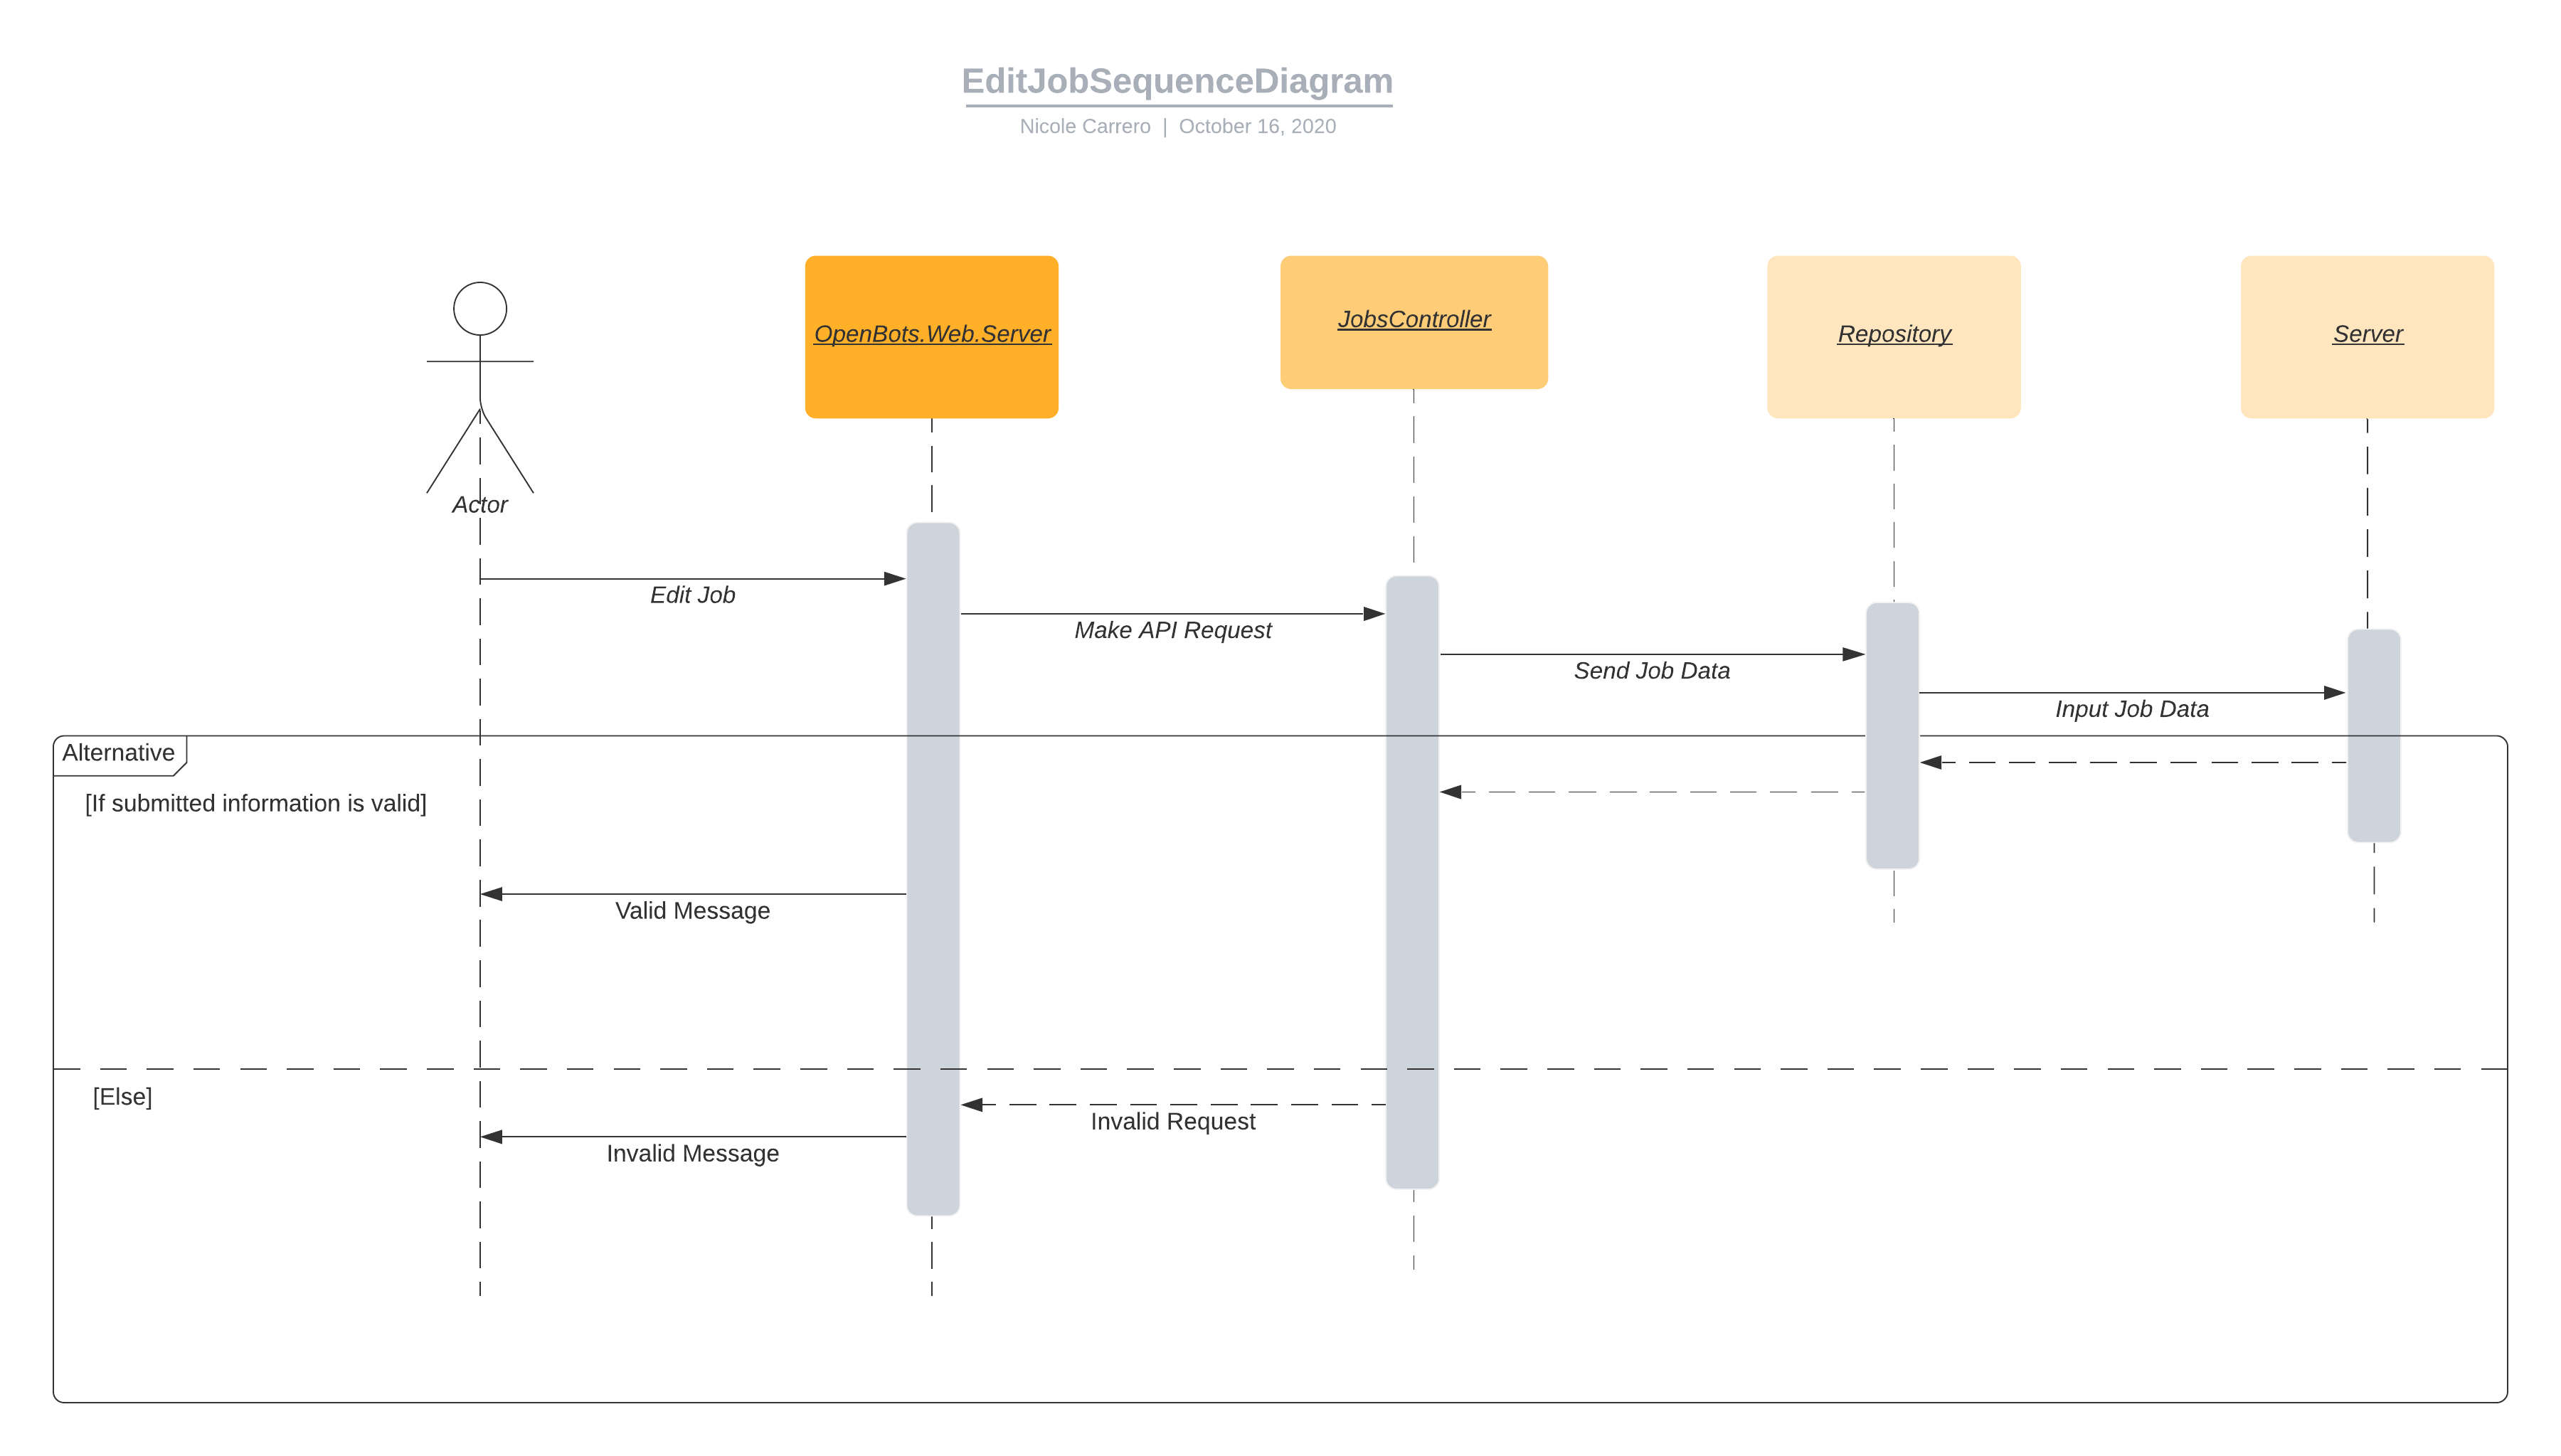 EditJobSequenceDiagram
Nicole Carrero | October 16, 2020
OpenBots.Web.Server
JobsController
Repository
Server
Actor
Edit Job
Make API Request
Send Job Data
Input Job Data
Alternative
[If submitted information is valid]
Valid Message
[Else]
Invalid Request
Invalid Message